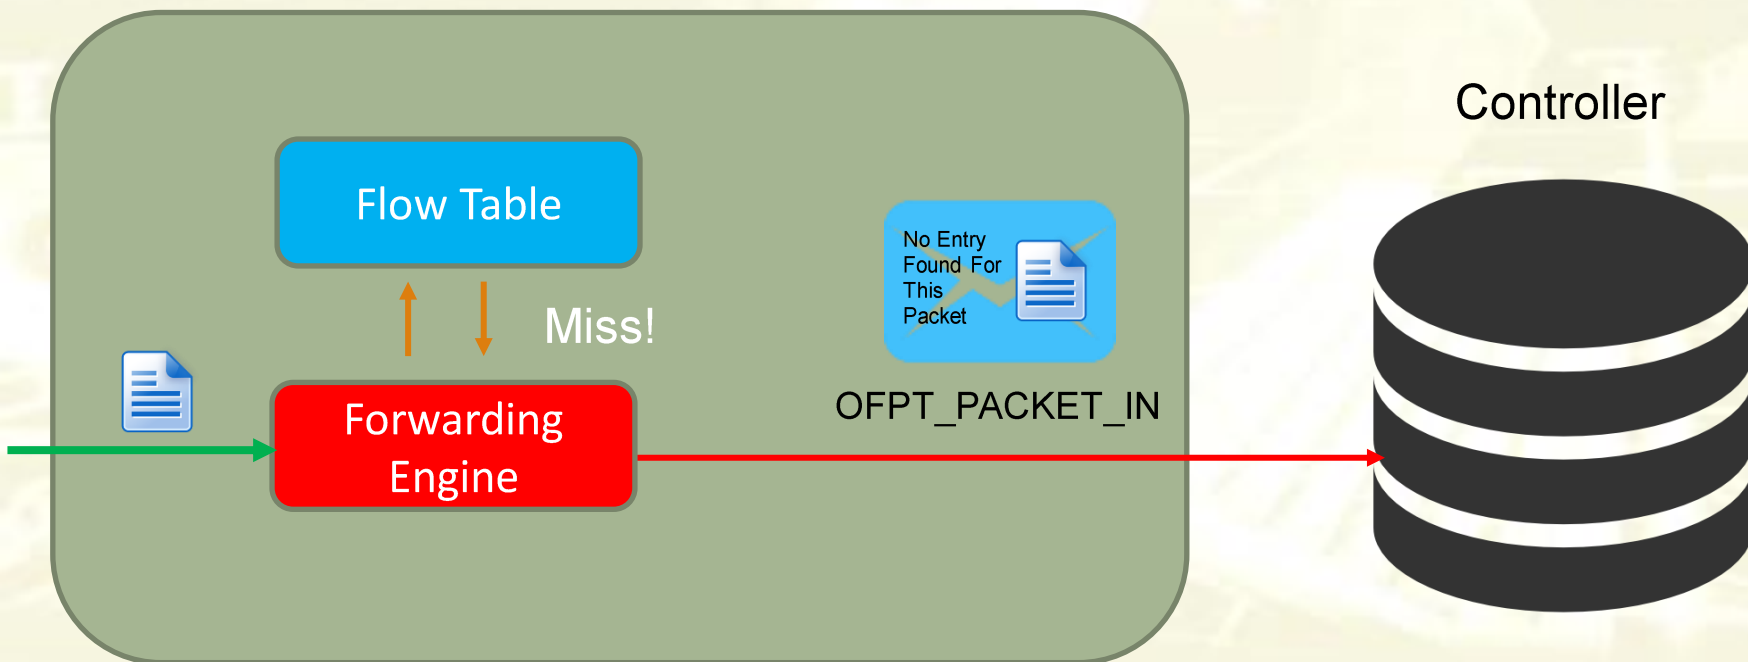 Controller
Flow Table
No Entry
Found For
This
Packet
Miss!
Forwarding
Engine
OFPT_PACKET_IN